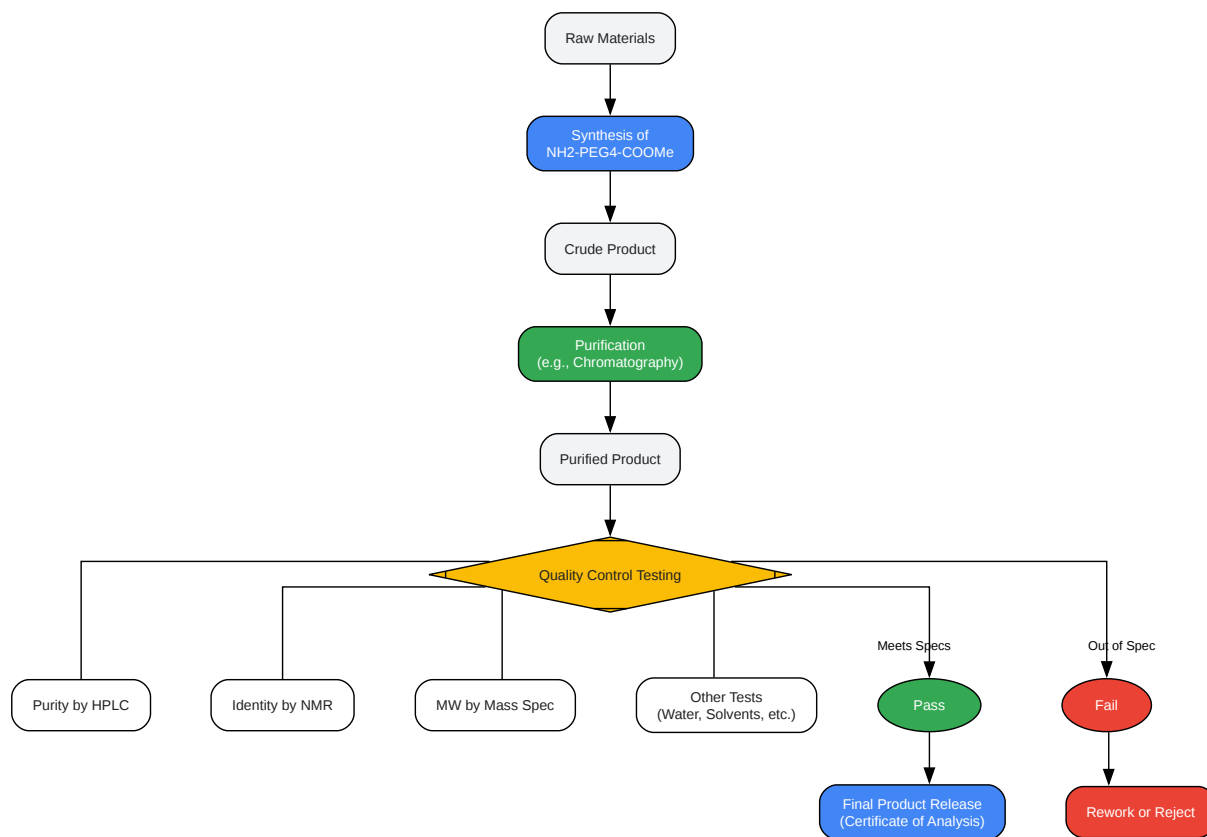 Raw Materials
Synthesis of
NH2-PEG4-COOMe
Crude Product
Purification
(e.g., Chromatography)
Purified Product
Quality Control Testing
Meets Specs
Out of Spec
Purity by HPLC
Identity by NMR
MW by Mass Spec
Other Tests
(Water, Solvents, etc.)
Pass
Fail
Final Product Release
(Certificate of Analysis)
Rework or Reject